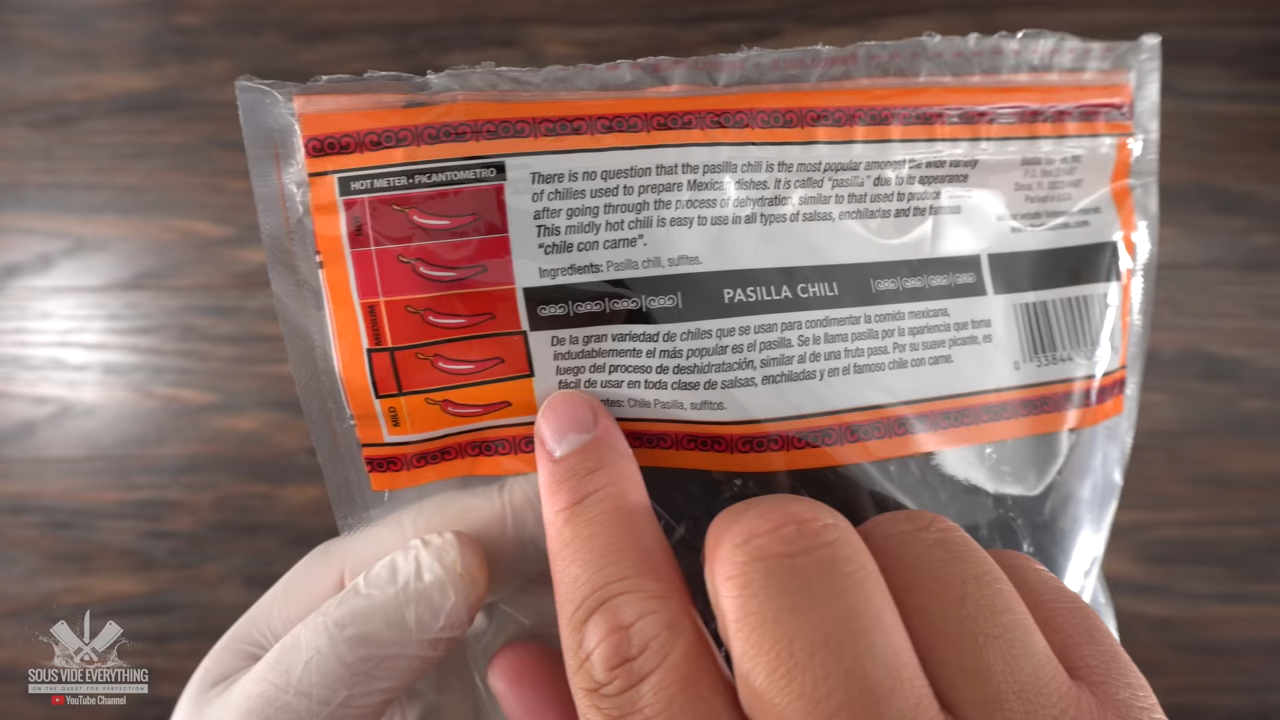 HOT METER • PICANTOMETRO
HOT
MEDIUM
MILD
There is no question that the pasilla chili is the most popular amongst the wide variety
of chilies used to prepare Mexican dishes. It is called "pasilla" due to its appearance
after going through the process of dehydration, similar to that used to produce
This mildly hot chili is easy to use in all types of salsas, enchiladas and the famous
"chile con carne".
Ingredients: Pasilla chili, sulfites.
PASILLA CHILI
De la gran variedad de chiles que se usan para condimentar la comida mexicana,
indudablemente el más popular es el pasilla. Se le llama pasilla por la apariencia que toma
luego del proceso de deshidratación, similar al de una fruta pasa. Por su suave picante, es
fácil de usar en toda clase de salsas, enchiladas y en el famoso chile con carne.
Chile Pasilla, sulfitos.
P.O. Box
Packed in U.S.A.
0 33844
SOUS VIDE EVERYTHING
ON THE QUEST FOR PERFECTION
YouTube Channel